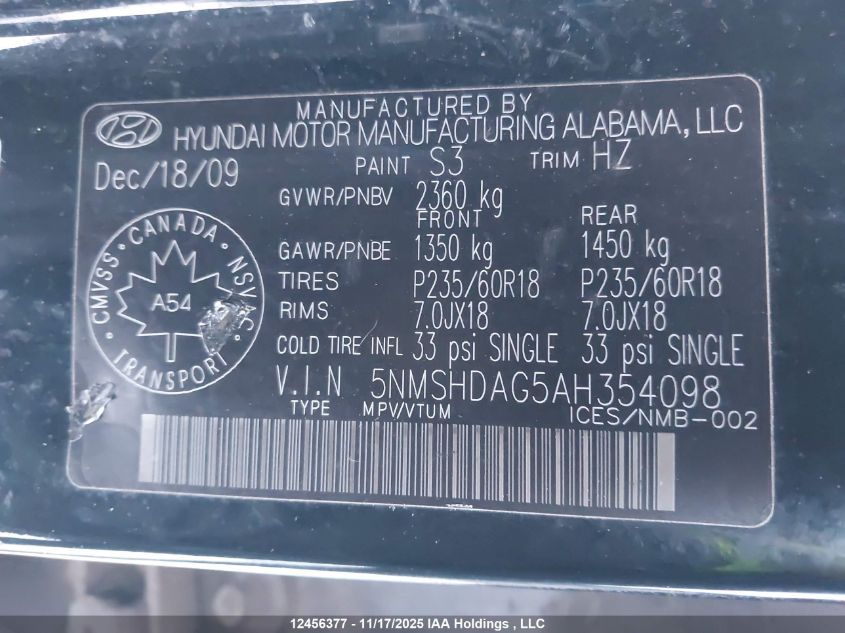 MANUFACTURED BY
HYUNDAI MOTOR MANUFACTURING ALABAMA, LLC
Dec/18/09 PAINT S3 TRIM HZ
GVWR/PNBV 2360 kg
FRONT REAR
GAWR/PNBE 1350 kg 1450 kg
TIRES P235/60R18 P235/60R18
RIMS 7.0JX18 7.0JX18
COLD TIRE INFL 33 psi SINGLE 33 psi SINGLE
V.I.N 5NMSHDAG5AH354098
TYPE MPV/VTUM ICES/NMB-002
CMVSS • CANADA • NSVAC • TRANSPORT •
A54
12456377 - 11/17/2025 IAA Holdings , LLC